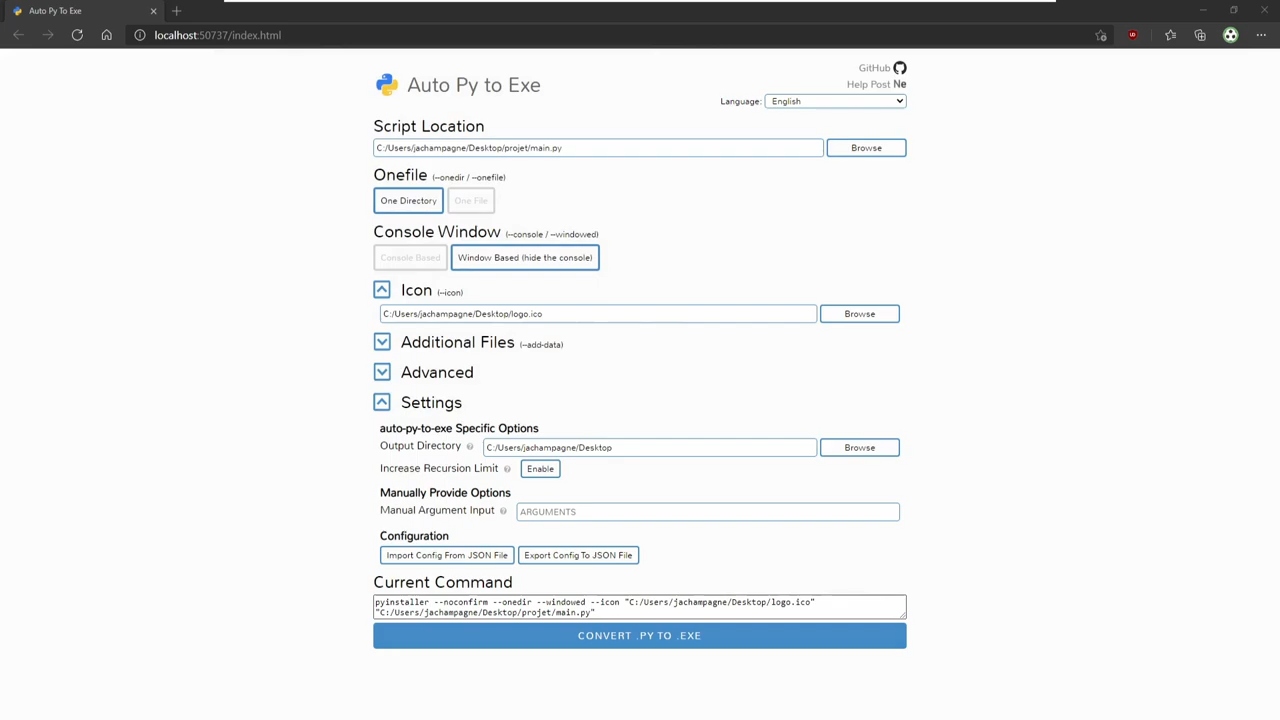 Auto Py To Exe
localhost:50737/index.html
GitHub
Auto Py to Exe
Help Post Ne
Language: English
Script Location
C:/Users/jachampagne/Desktop/projet/main.py Browse
Onefile (--onedir / --onefile)
One Directory One File
Console Window (--console / --windowed)
Console Based Window Based (hide the console)
Icon (--icon)
C:/Users/jachampagne/Desktop/logo.ico Browse
Additional Files (--add-data)
Advanced
Settings
auto-py-to-exe Specific Options
Output Directory ? C:/Users/jachampagne/Desktop Browse
Increase Recursion Limit ? Enable
Manually Provide Options
Manual Argument Input ? ARGUMENTS
Configuration
Import Config From JSON File Export Config To JSON File
Current Command
pyinstaller --noconfirm --onedir --windowed --icon "C:/Users/jachampagne/Desktop/logo.ico"
"C:/Users/jachampagne/Desktop/projet/main.py"
CONVERT .PY TO .EXE